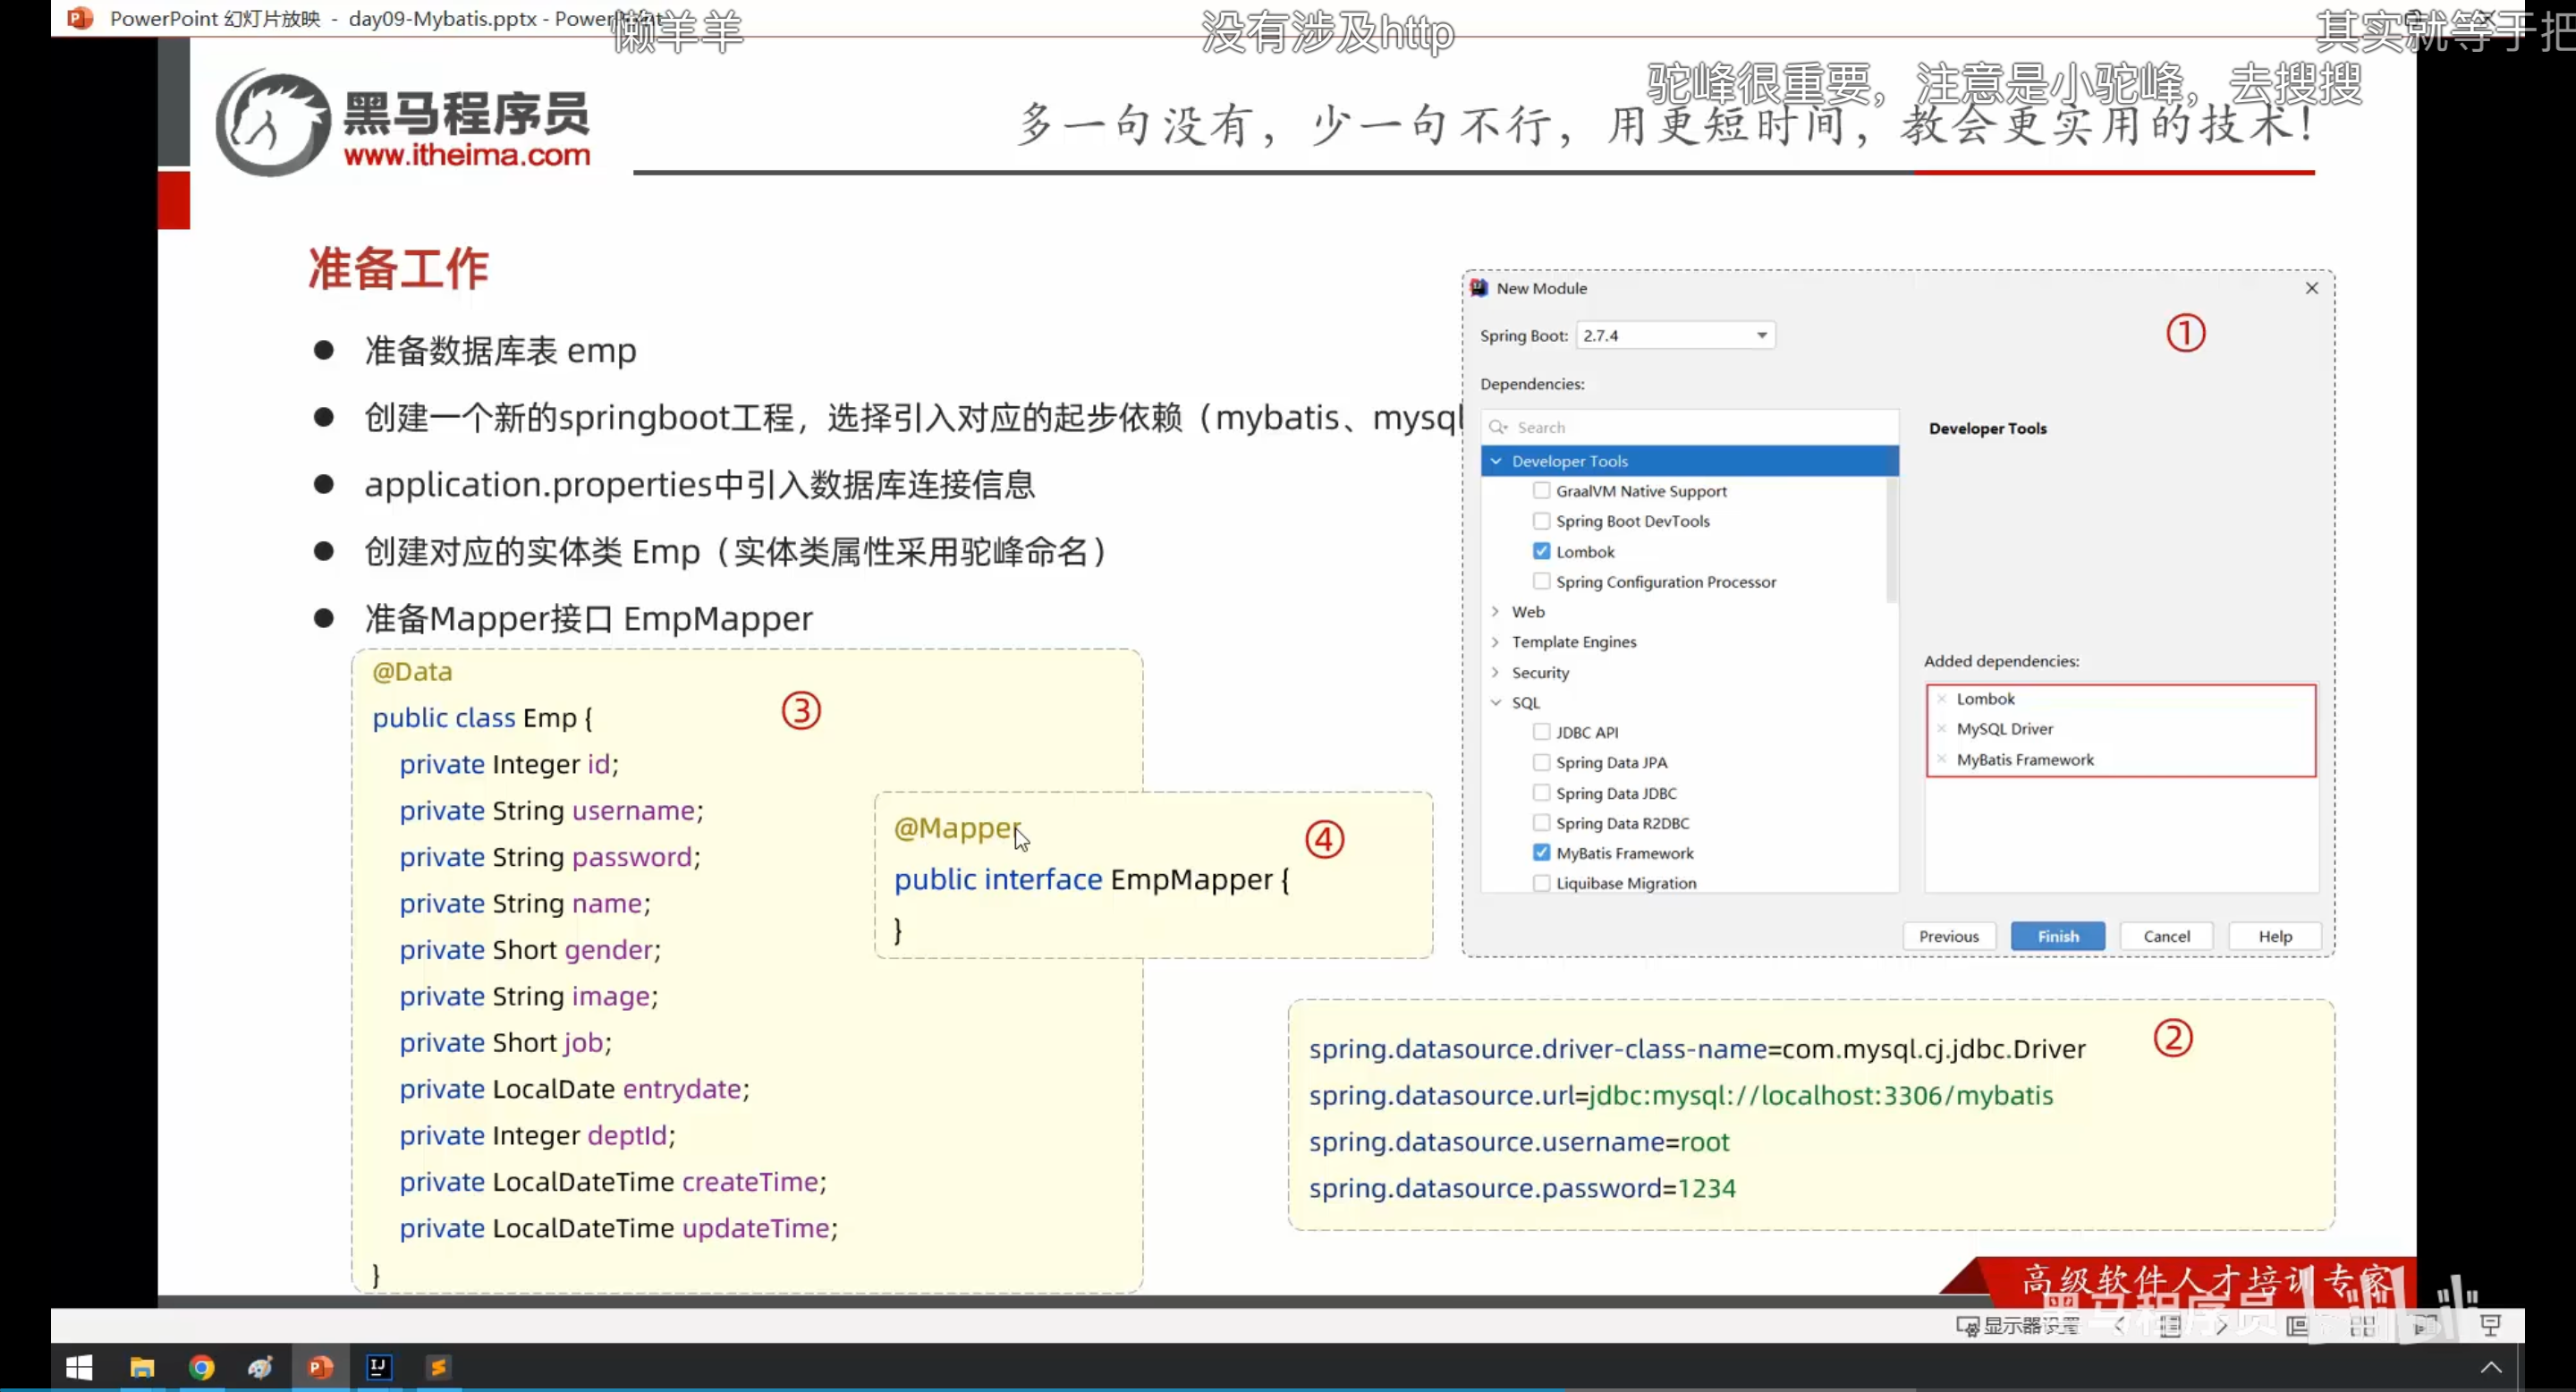 PowerPoint 幻灯片放映 - day09-Mybatis.pptx - PowerPoint
懒羊羊
没有涉及http
其实就等于把
驼峰很重要，注意是小驼峰，去搜搜
黑马程序员
www.itheima.com
多一句没有，少一句不行，用更短时间，教会更实用的技术！
准备工作
● 准备数据库表 emp
● 创建一个新的springboot工程，选择引入对应的起步依赖（mybatis、mysql
● application.properties中引入数据库连接信息
● 创建对应的实体类 Emp（实体类属性采用驼峰命名）
● 准备Mapper接口 EmpMapper
@Data
③
public class Emp {
private Integer id;
private String username;
private String password;
private String name;
private Short gender;
private String image;
private Short job;
private LocalDate entrydate;
private Integer deptId;
private LocalDateTime createTime;
private LocalDateTime updateTime;
}
@Mapper
④
public interface EmpMapper {
}
New Module
①
Spring Boot: 2.7.4
Dependencies:
Search
Developer Tools
GraalVM Native Support
Spring Boot DevTools
Lombok
Spring Configuration Processor
Web
Template Engines
Security
SQL
JDBC API
Spring Data JPA
Spring Data JDBC
Spring Data R2DBC
MyBatis Framework
Liquibase Migration
Developer Tools
Added dependencies:
Lombok
MySQL Driver
MyBatis Framework
Previous
Finish
Cancel
Help
②
spring.datasource.driver-class-name=com.mysql.cj.jdbc.Driver
spring.datasource.url=jdbc:mysql://localhost:3306/mybatis
spring.datasource.username=root
spring.datasource.password=1234
高级软件人才培训专家
黑马程序员
显示器设置